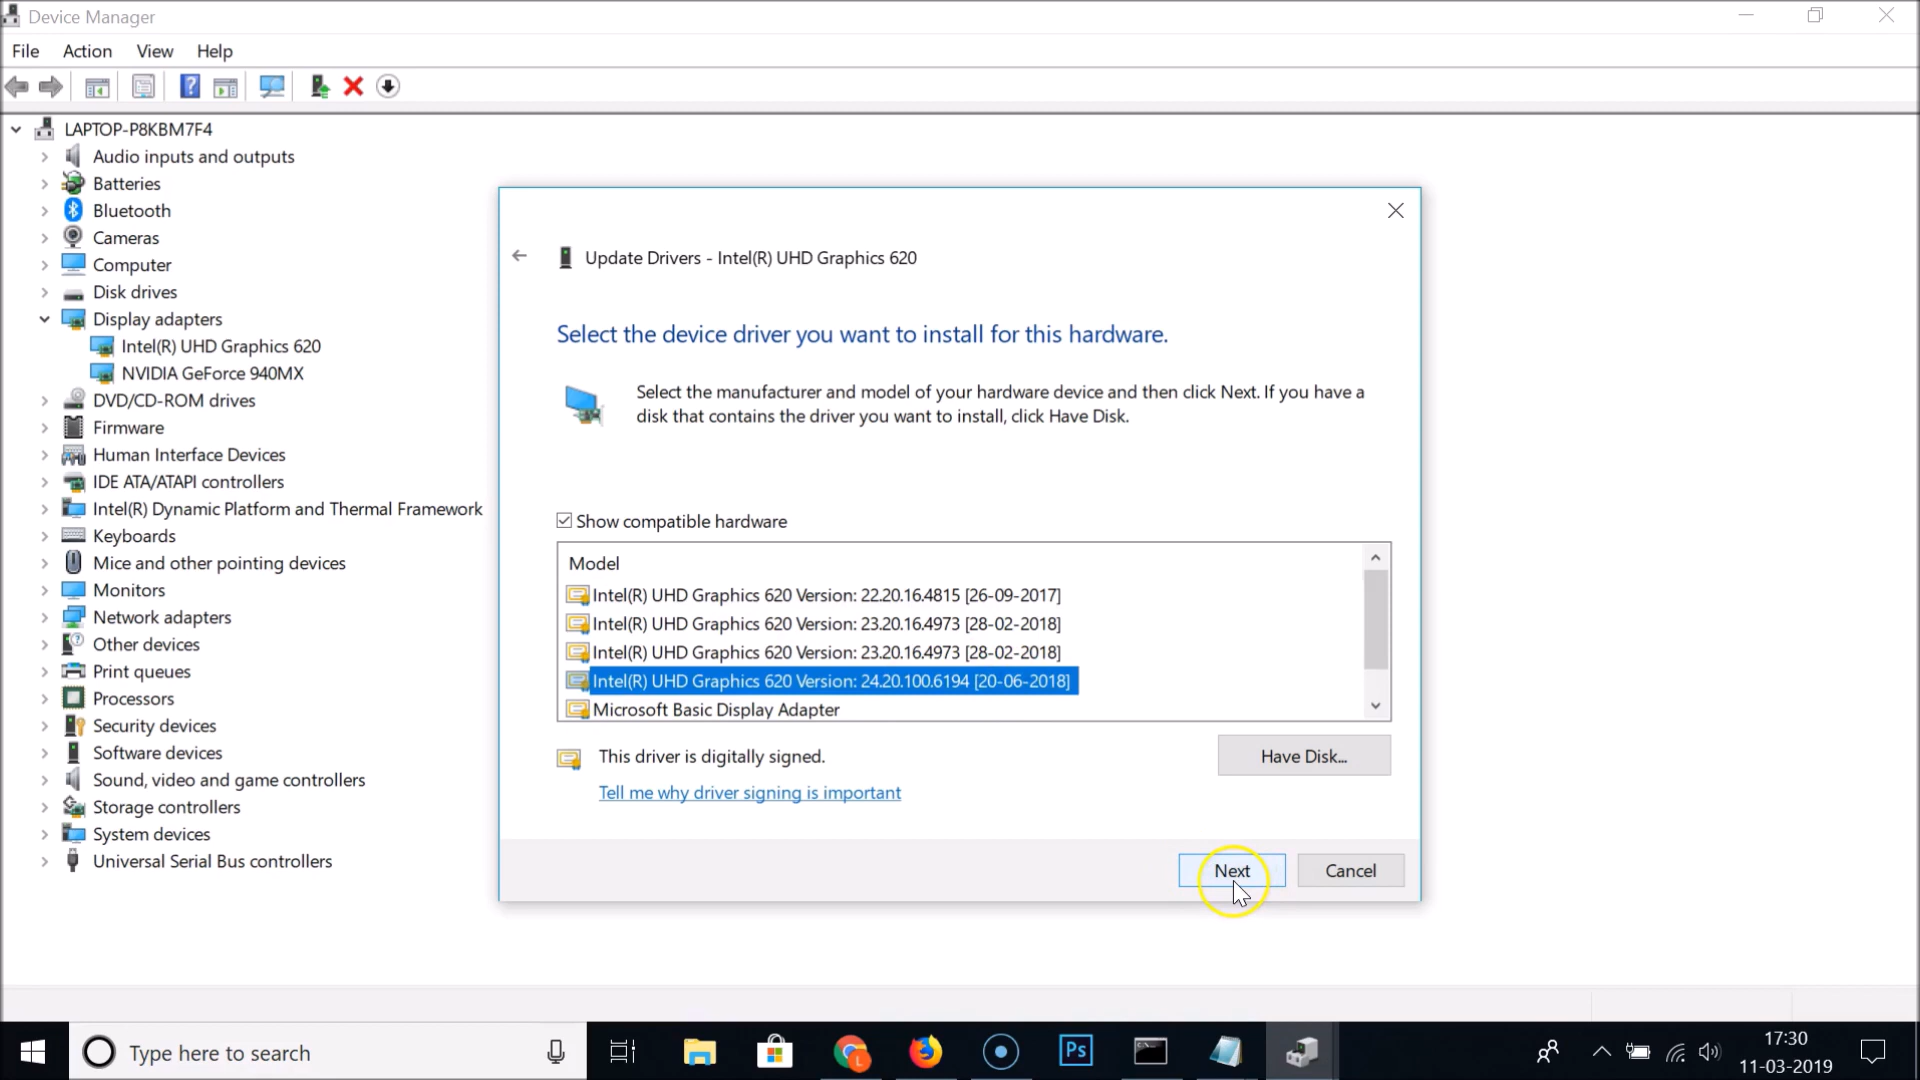 Device Manager
File Action View Help
LAPTOP-P8KBM7F4
Audio inputs and outputs
Batteries
Bluetooth
Cameras
Computer
Disk drives
Display adapters
Intel(R) UHD Graphics 620
NVIDIA GeForce 940MX
DVD/CD-ROM drives
Firmware
Human Interface Devices
IDE ATA/ATAPI controllers
Intel(R) Dynamic Platform and Thermal Framework
Keyboards
Mice and other pointing devices
Monitors
Network adapters
Other devices
Print queues
Processors
Security devices
Software devices
Sound, video and game controllers
Storage controllers
System devices
Universal Serial Bus controllers
Update Drivers - Intel(R) UHD Graphics 620
Select the device driver you want to install for this hardware.
Select the manufacturer and model of your hardware device and then click Next. If you have a
disk that contains the driver you want to install, click Have Disk.
Show compatible hardware
Model
Intel(R) UHD Graphics 620 Version: 22.20.16.4815 [26-09-2017]
Intel(R) UHD Graphics 620 Version: 23.20.16.4973 [28-02-2018]
Intel(R) UHD Graphics 620 Version: 23.20.16.4973 [28-02-2018]
Intel(R) UHD Graphics 620 Version: 24.20.100.6194 [20-06-2018]
Microsoft Basic Display Adapter
This driver is digitally signed.
Have Disk...
Tell me why driver signing is important
Next Cancel
Type here to search
Ps
17:30
11-03-2019